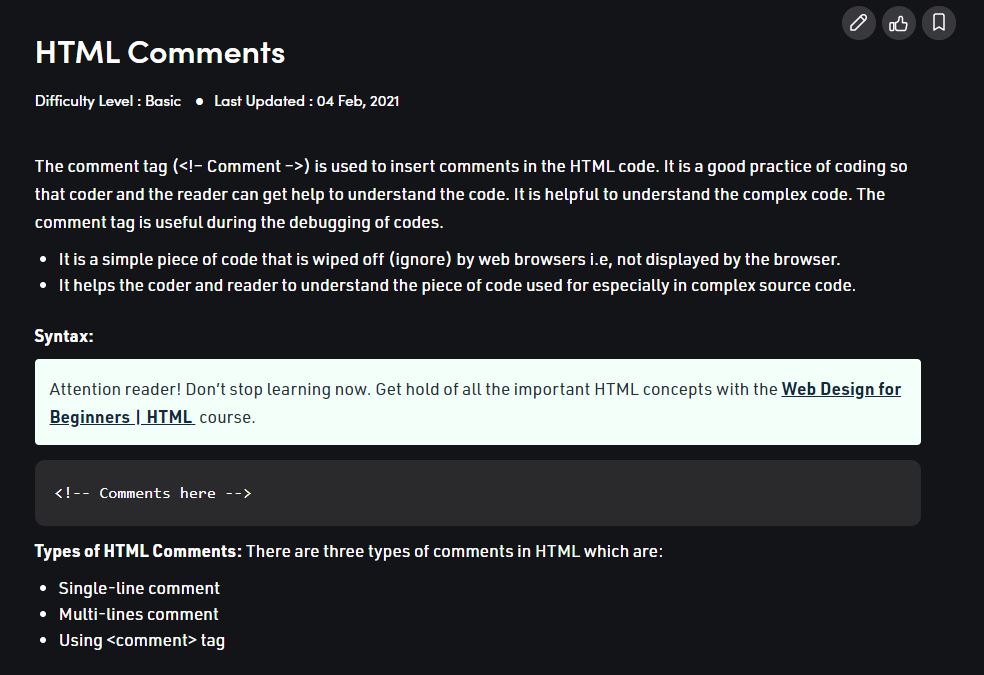 HTML Comments
Difficulty Level : Basic ● Last Updated : 04 Feb, 2021
The comment tag (<!– Comment –>) is used to insert comments in the HTML code. It is a good practice of coding so
that coder and the reader can get help to understand the code. It is helpful to understand the complex code. The
comment tag is useful during the debugging of codes.
• It is a simple piece of code that is wiped off (ignore) by web browsers i.e, not displayed by the browser.
• It helps the coder and reader to understand the piece of code used for especially in complex source code.
Syntax:
Attention reader! Don’t stop learning now. Get hold of all the important HTML concepts with the Web Design for
Beginners | HTML course.
<!-- Comments here -->
Types of HTML Comments: There are three types of comments in HTML which are:
• Single-line comment
• Multi-lines comment
• Using <comment> tag